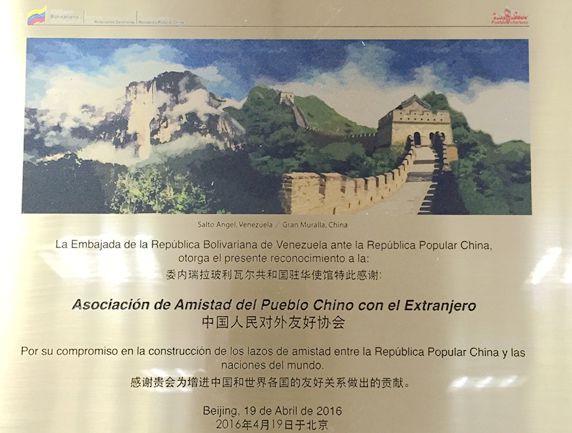 Bolivariana
Salto Angel, Venezuela / Gran Muralla, China
La Embajada de la República Bolivariana de Venezuela ante la República Popular China,
otorga el presente reconocimiento a la:
委内瑞拉玻利瓦尔共和国驻华使馆特此感谢:
Asociación de Amistad del Pueblo Chino con el Extranjero
中国人民对外友好协会
Por su compromiso en la construcción de los lazos de amistad entre la República Popular China y las
naciones del mundo.
感谢贵会为增进中国和世界各国的友好关系做出的贡献。
Beijing, 19 de Abril de 2016
2016年4月19日于北京